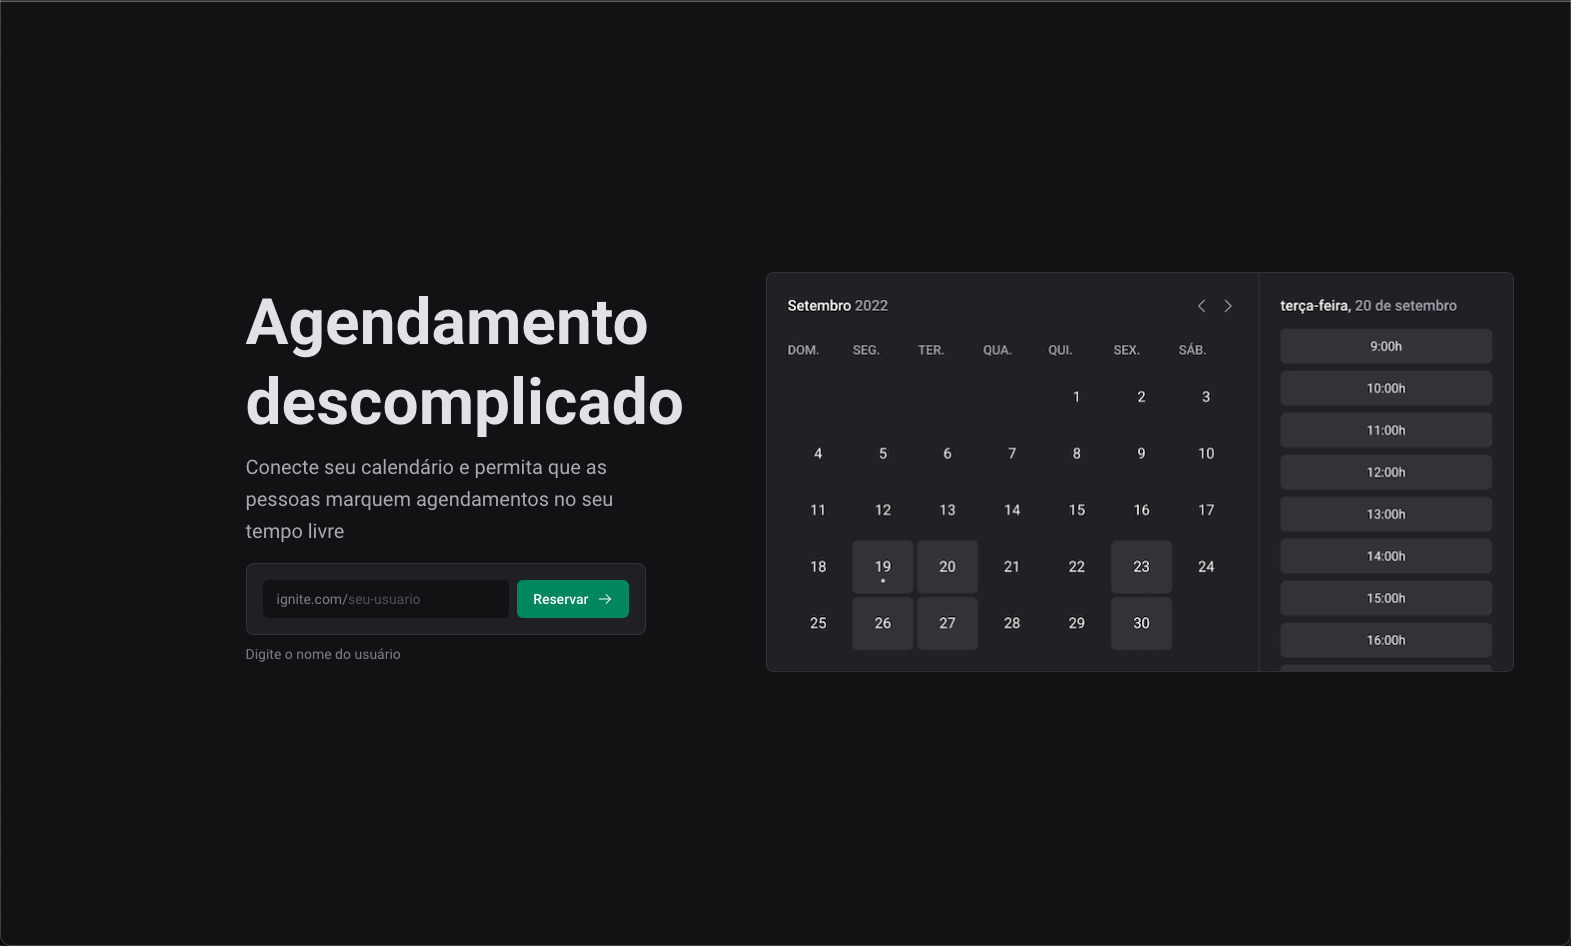 Agendamento
descomplicado
Conecte seu calendário e permita que as
pessoas marquem agendamentos no seu
tempo livre
ignite.com/seu-usuario
Reservar
Digite o nome do usuário
Setembro 2022
DOM. SEG. TER. QUA. QUI. SEX. SÁB.
1 2 3
4 5 6 7 8 9 10
11 12 13 14 15 16 17
18 19 20 21 22 23 24
25 26 27 28 29 30
terça-feira, 20 de setembro
9:00h
10:00h
11:00h
12:00h
13:00h
14:00h
15:00h
16:00h